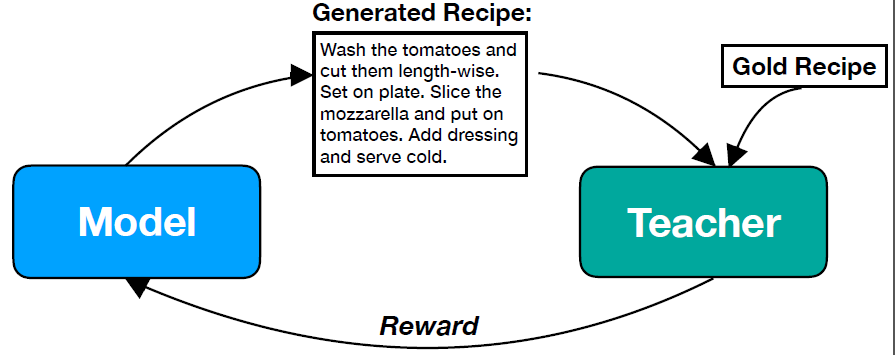 Generated Recipe:
Wash the tomatoes and
cut them length-wise.
Set on plate. Slice the
mozzarella and put on
tomatoes. Add dressing
and serve cold.
Gold Recipe
Model
Teacher
Reward